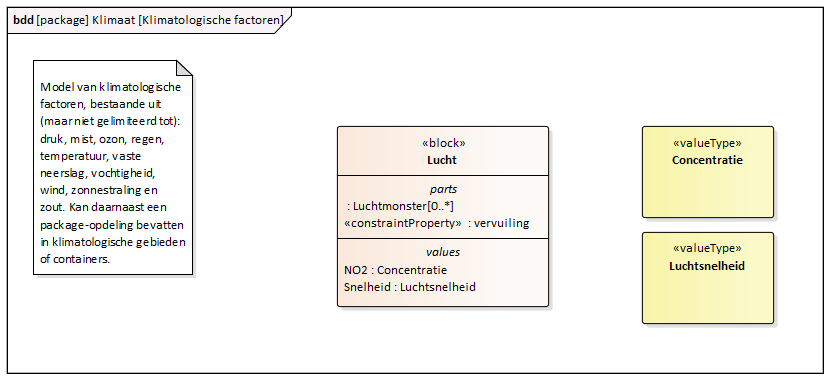 bdd [package] Klimaat [Klimatologische factoren]
Model van klimatologische
factoren, bestaande uit
(maar niet gelimiteerd tot):
druk, mist, ozon, regen,
temperatuur, vaste
neerslag, vochtigheid,
wind, zonnestraling en
zout. Kan daarnaast een
package-opdeling bevatten
in klimatologische gebieden
of containers.
«block»
Lucht
parts
: Luchtmonster[0..*]
«constraintProperty» : vervuiling
values
NO2 : Concentratie
Snelheid : Luchtsnelheid
«valueType»
Concentratie
«valueType»
Luchtsnelheid